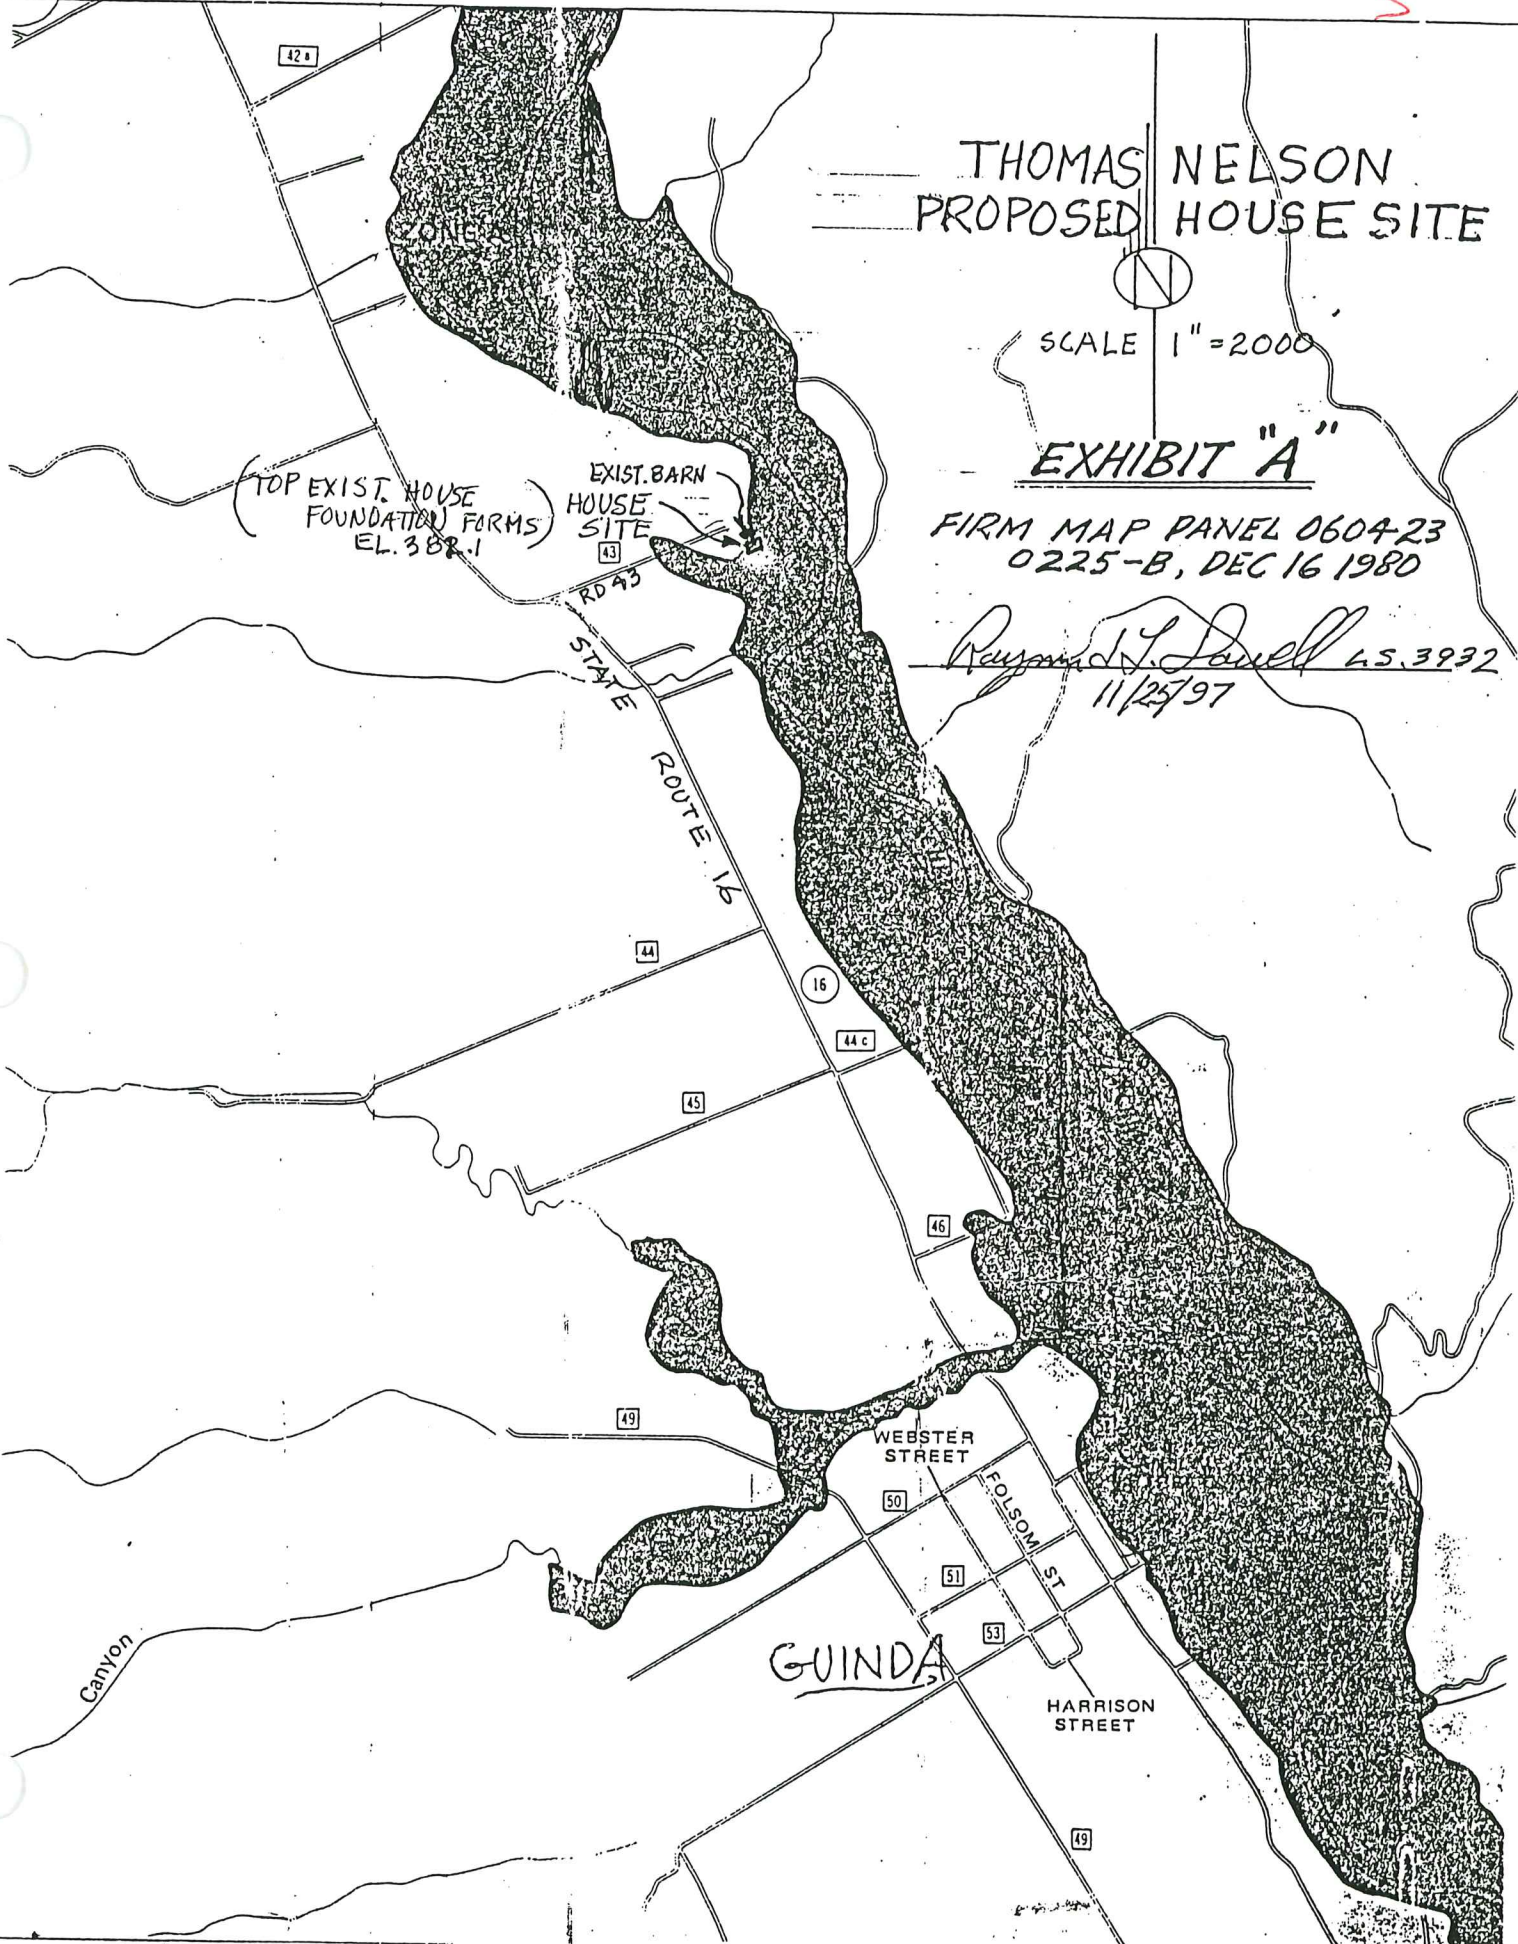 42 B
THOMAS NELSON
PROPOSED HOUSE SITE
N
SCALE 1" = 2000
EXHIBIT "A"
FIRM MAP PANEL 060423
0225-B, DEC 16 1980
L.S. 3932
11/25/97
ZONE A
(TOP EXIST. HOUSE
FOUNDATION FORMS)
EL. 382.1
EXIST. BARN
HOUSE
SITE
43
RD 43
STATE
ROUTE 16
44
16
44 C
45
46
49
WEBSTER
STREET
50
FOLSOM ST
51
53
GUINDA
HARRISON
STREET
Canyon
49